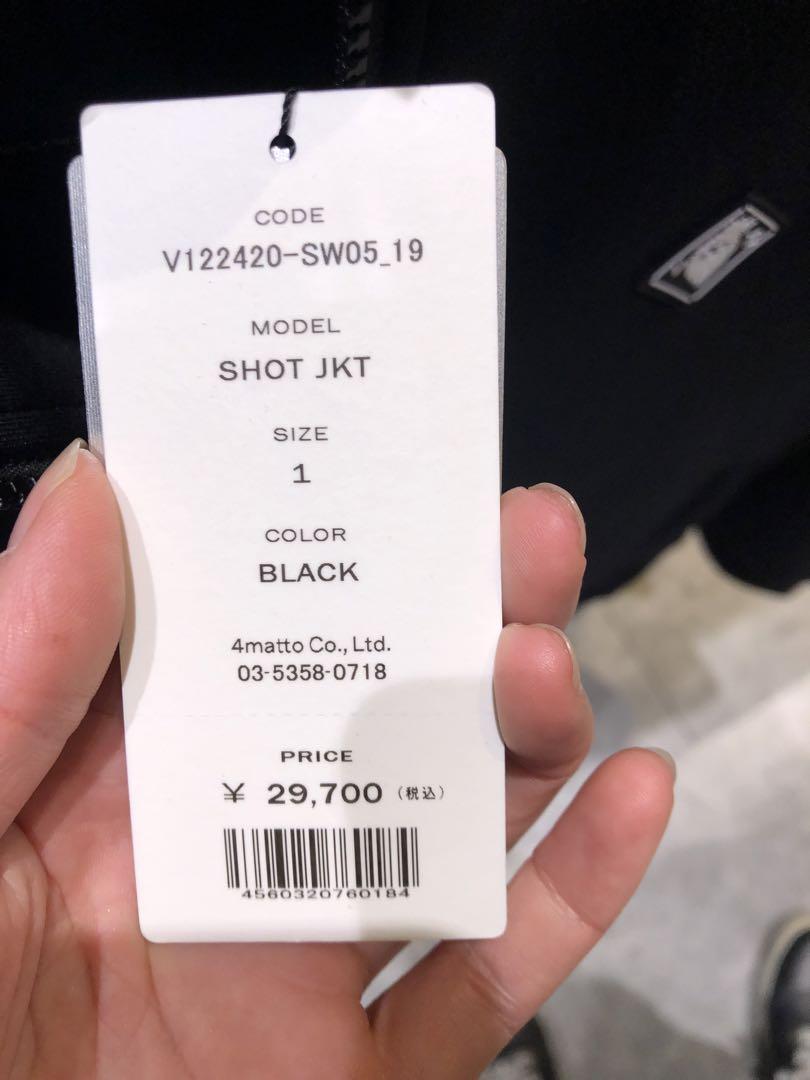 CODE
V122420-SW05_19
MODEL
SHOT JKT
SIZE
1
COLOR
BLACK
4matto Co., Ltd.
03-5358-0718
PRICE
¥ 29,700 (税込)
4560320760184